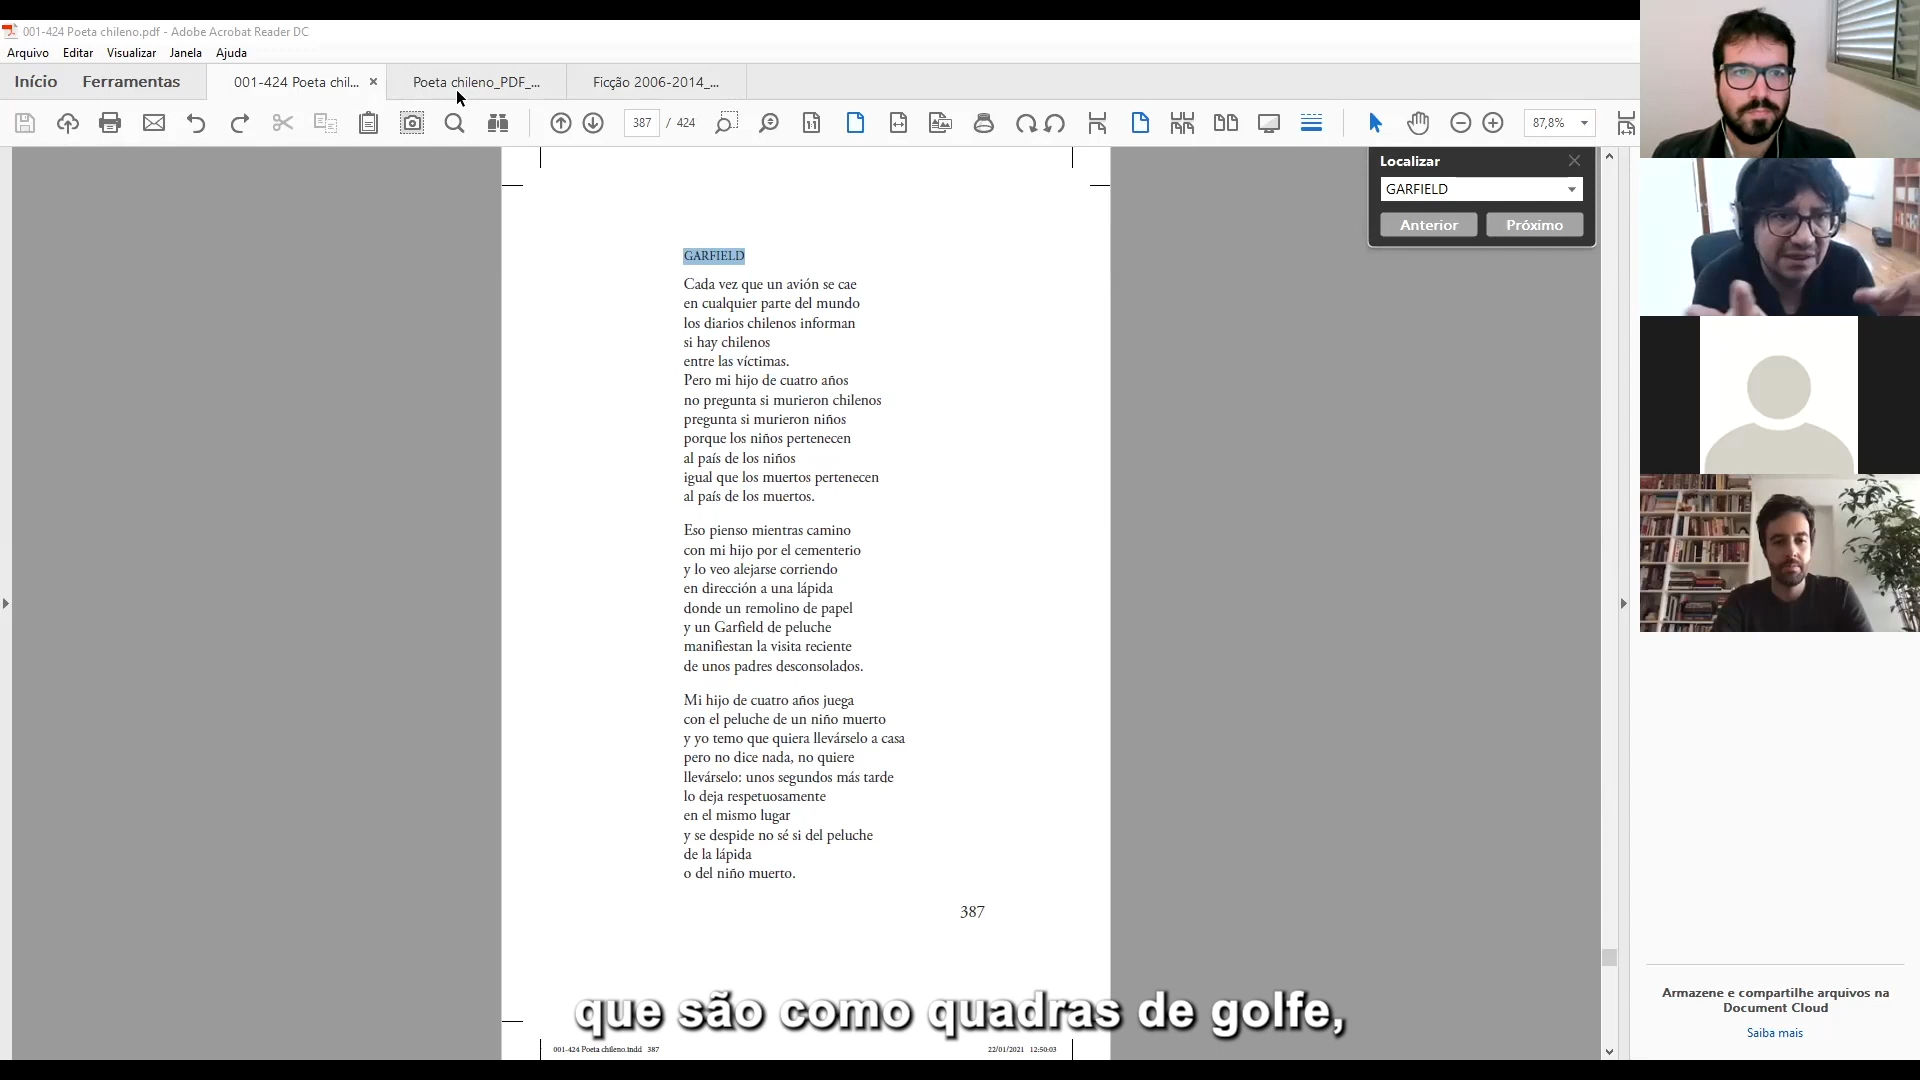 001-424 Poeta chileno.pdf - Adobe Acrobat Reader DC
Arquivo Editar Visualizar Janela Ajuda
Início Ferramentas 001-424 Poeta chil... × Poeta chileno_PDF_... Ficção 2006-2014_...
387 / 424 87,8%
Localizar
GARFIELD
Anterior Próximo
GARFIELD
Cada vez que un avión se cae
en cualquier parte del mundo
los diarios chilenos informan
si hay chilenos
entre las víctimas.
Pero mi hijo de cuatro años
no pregunta si murieron chilenos
pregunta si murieron niños
porque los niños pertenecen
al país de los niños
igual que los muertos pertenecen
al país de los muertos.
Eso pienso mientras camino
con mi hijo por el cementerio
y lo veo alejarse corriendo
en dirección a una lápida
donde un remolino de papel
y un Garfield de peluche
manifiestan la visita reciente
de unos padres desconsolados.
Mi hijo de cuatro años juega
con el peluche de un niño muerto
y yo temo que quiera llevárselo a casa
pero no dice nada, no quiere
llevárselo: unos segundos más tarde
lo deja respetuosamente
en el mismo lugar
y se despide no sé si del peluche
de la lápida
o del niño muerto.
387
001-424 Poeta chileno.indd 387 22/01/2021 12:50:03
que são como quadras de golfe,
Armazene e compartilhe arquivos na
Document Cloud
Saiba mais